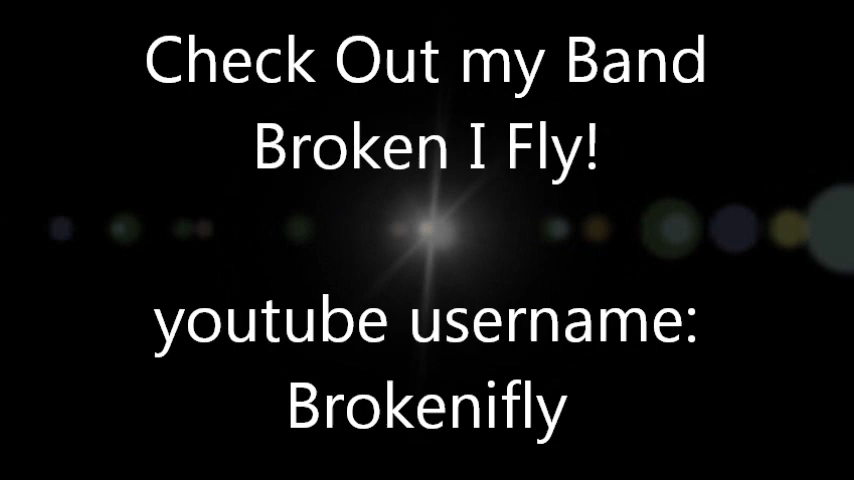 Check Out my Band
Broken I Fly!
youtube username:
Brokenifly